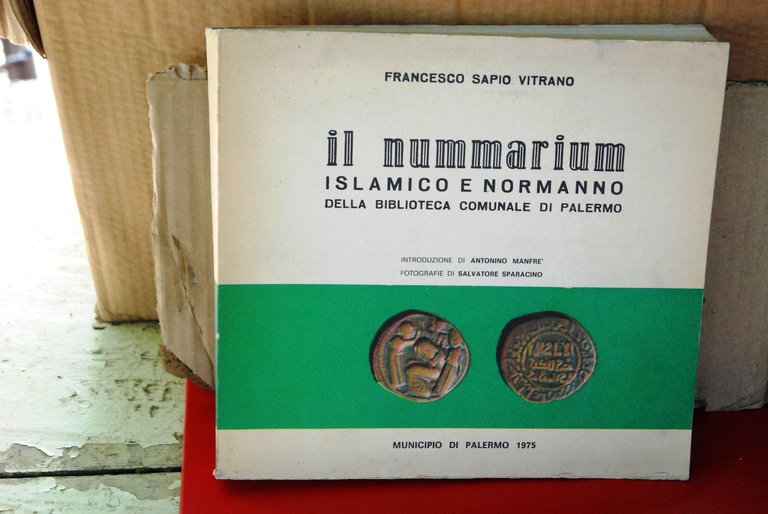 FRANCESCO SAPIO VITRANO
il nummarium
ISLAMICO E NORMANNO
DELLA BIBLIOTECA COMUNALE DI PALERMO
INTRODUZIONE DI ANTONINO MANFRE'
FOTOGRAFIE DI SALVATORE SPARACINO
MUNICIPIO DI PALERMO 1975